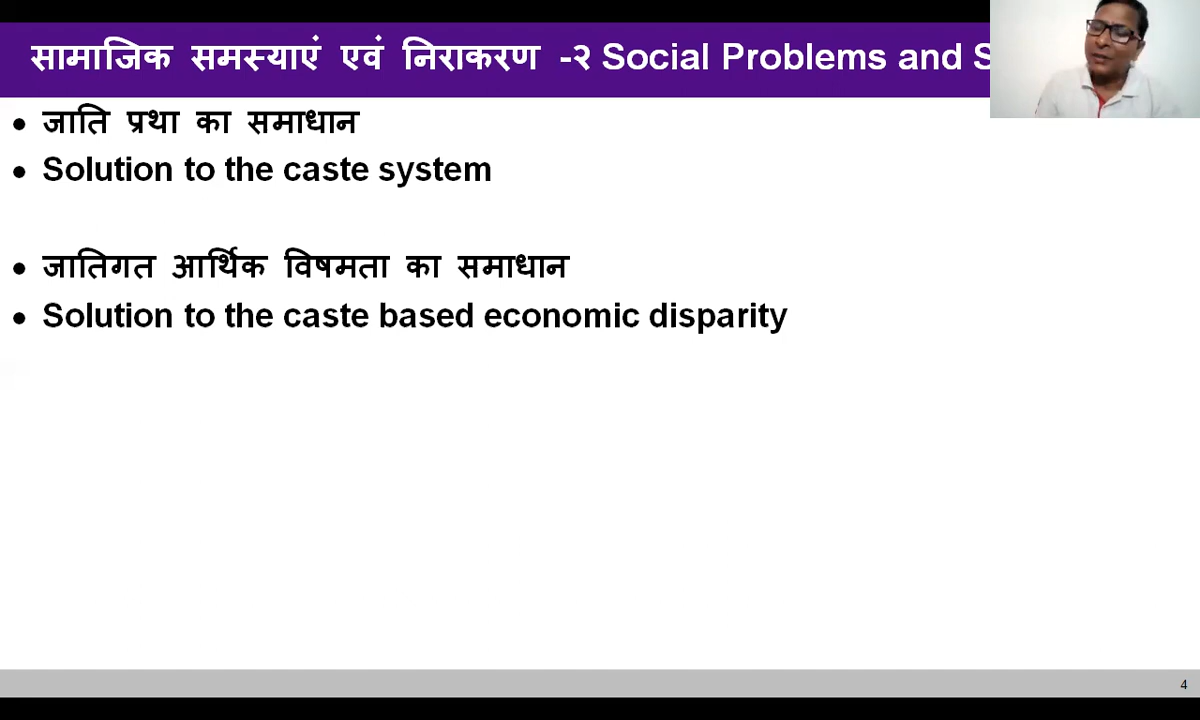 सामाजिक समस्याएं एवं निराकरण -२ Social Problems and
• जाति प्रथा का समाधान
• Solution to the caste system
• जातिगत आर्थिक विषमता का समाधान
• Solution to the caste based economic disparity
4